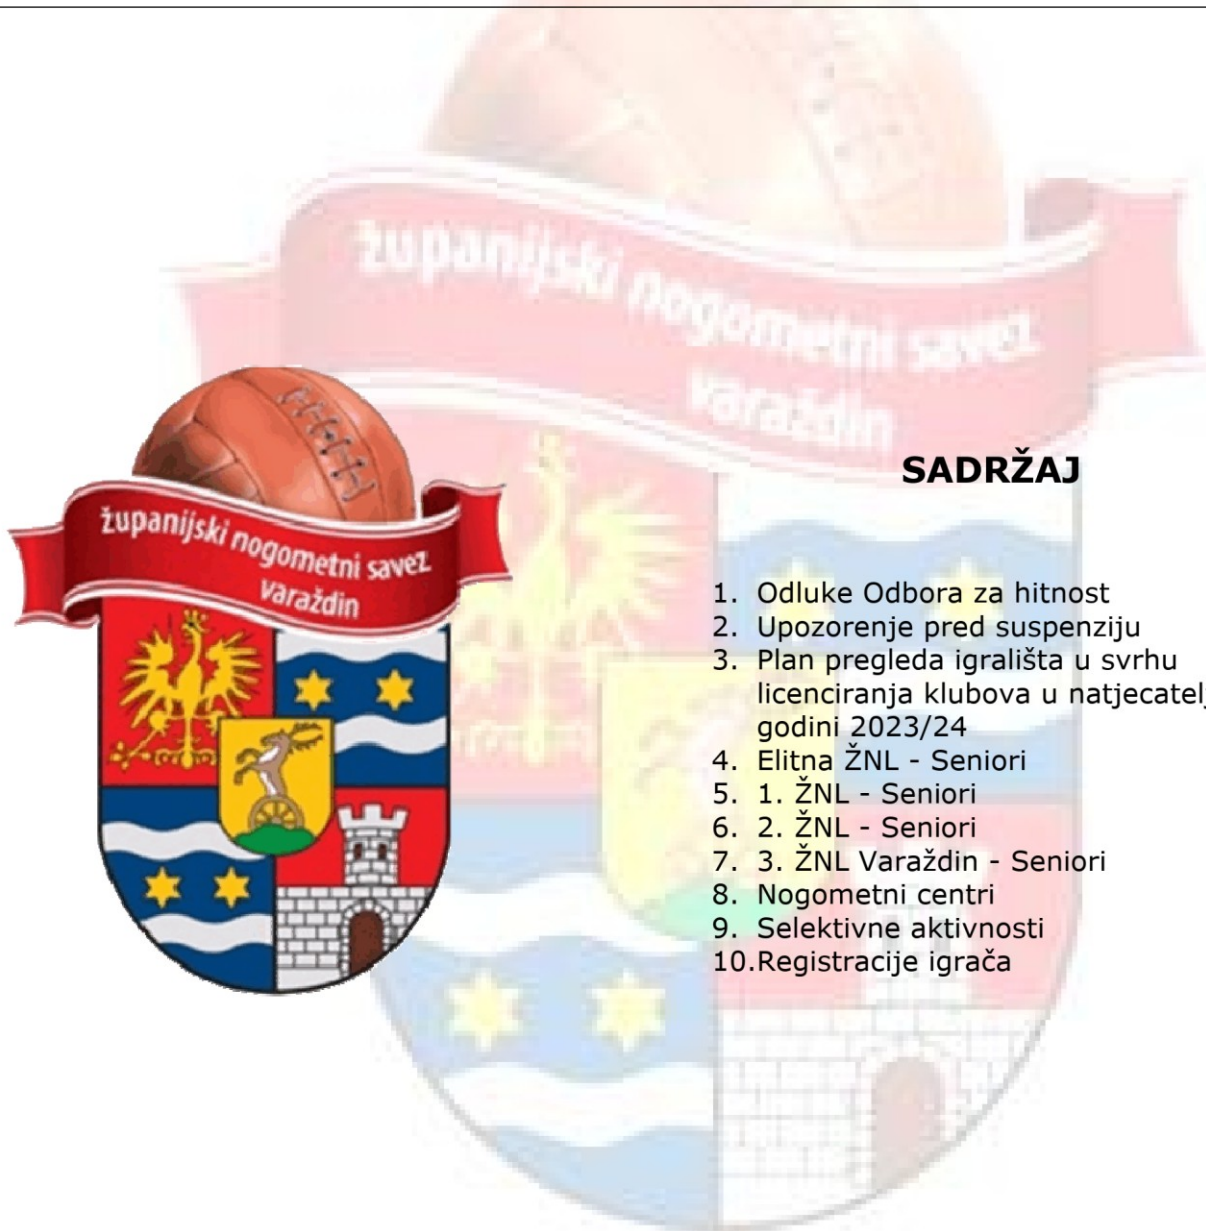 županijski nogometni savez
varaždin
SADRŽAJ
županijski nogometni savez
varaždin
1. Odluke Odbora za hitnost
2. Upozorenje pred suspenziju
3. Plan pregleda igrališta u svrhu
licenciranja klubova u natjecatelj
godini 2023/24
4. Elitna ŽNL - Seniori
5. 1. ŽNL - Seniori
6. 2. ŽNL - Seniori
7. 3. ŽNL Varaždin - Seniori
8. Nogometni centri
9. Selektivne aktivnosti
10.Registracije igrača